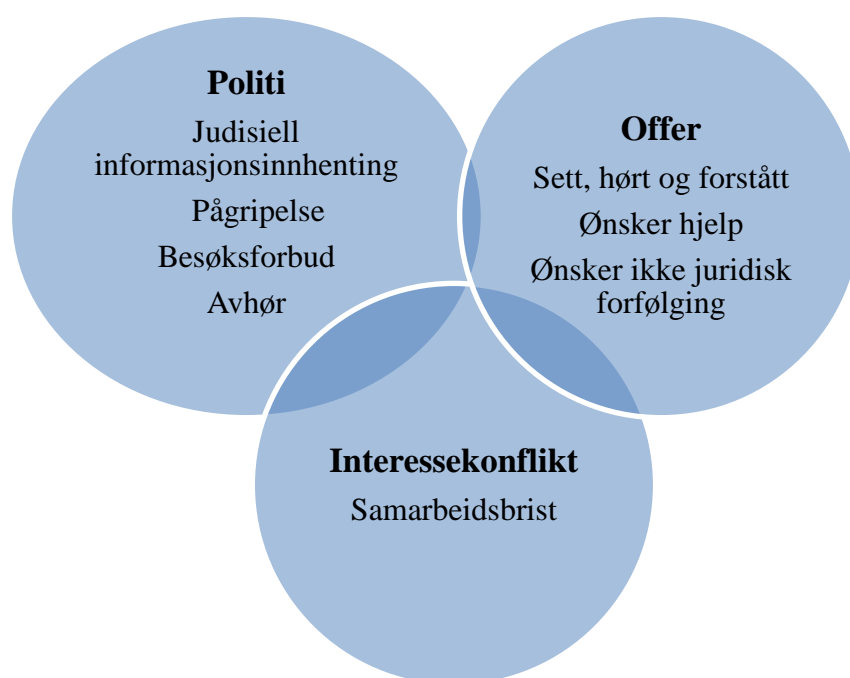 Politi
Judisiell
informasjonsinnhenting
Pågripelse
Besøksforbud
Avhør
Offer
Sett, hørt og forstått
Ønsker hjelp
Ønsker ikke juridisk
forfølging
Interessekonflikt
Samarbeidsbrist